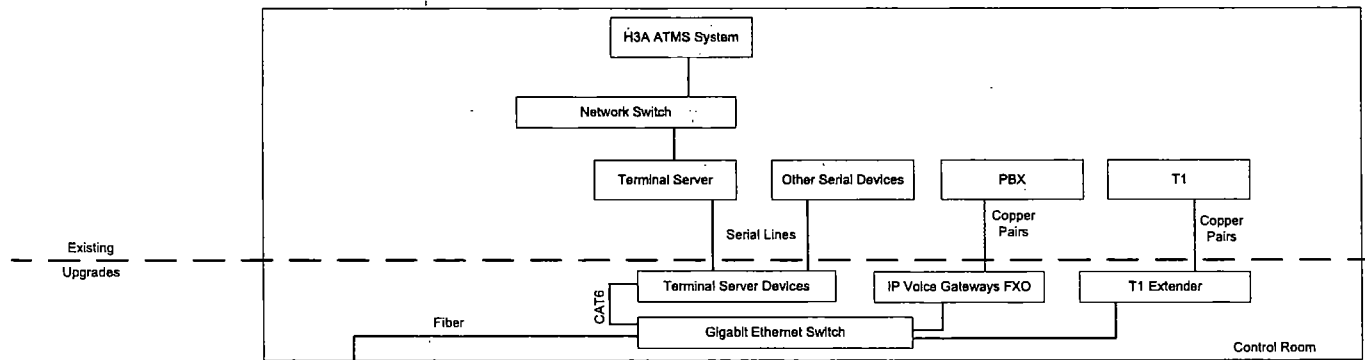 H3A ATMS System
Network Switch
Terminal Server
Other Serial Devices
PBX
T1
Serial Lines
Copper
Pairs
Copper
Pairs
Existing
Upgrades
Terminal Server Devices
IP Voice Gateways FXO
T1 Extender
CAT6
Fiber
Gigabit Ethernet Switch
Control Room